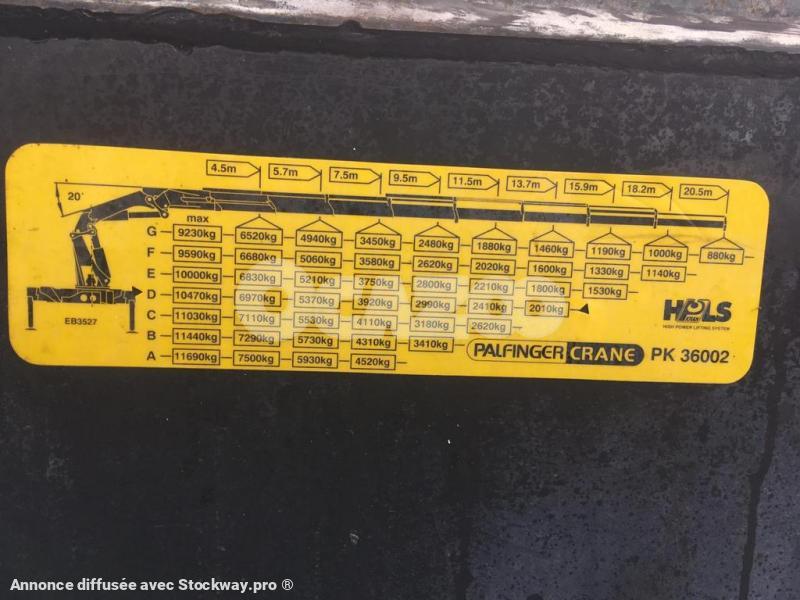 4.5m 5.7m 7.5m 9.5m 11.5m 13.7m 15.9m 18.2m 20.5m
20°
max
G 9230kg 6520kg 4940kg 3450kg 2480kg 1880kg 1460kg 1190kg 1000kg 880kg
F 9590kg 6680kg 5060kg 3580kg 2620kg 2020kg 1600kg 1330kg 1140kg
E 10000kg 6830kg 5210kg 3750kg 2800kg 2210kg 1800kg 1530kg
D 10470kg 6970kg 5370kg 3920kg 2990kg 2410kg 2010kg
C 11030kg 7110kg 5530kg 4110kg 3180kg 2620kg
B 11440kg 7290kg 5730kg 4310kg 3410kg
A 11690kg 7500kg 5930kg 4520kg
EB3527
HPLS
HIGH POWER LIFTING SYSTEM
PALFINGER CRANE PK 36002
Annonce diffusée avec Stockway.pro ®